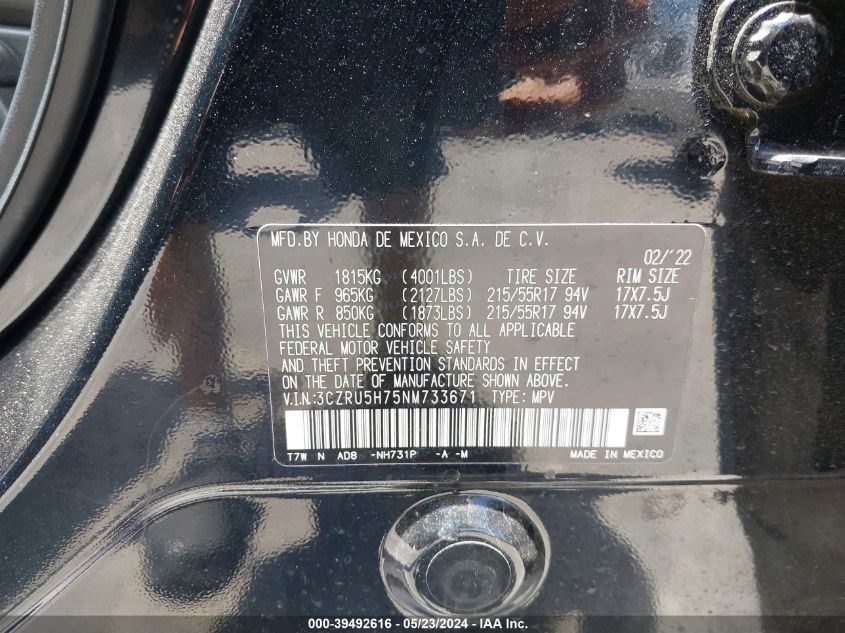 MFD.BY HONDA DE MEXICO S.A. DE C.V.
02/'22
GVWR 1815KG (4001LBS) TIRE SIZE RIM SIZE
GAWR F 965KG (2127LBS) 215/55R17 94V 17X7.5J
GAWR R 850KG (1873LBS) 215/55R17 94V 17X7.5J
THIS VEHICLE CONFORMS TO ALL APPLICABLE
FEDERAL MOTOR VEHICLE SAFETY
AND THEFT PREVENTION STANDARDS IN EFFECT
ON THE DATE OF MANUFACTURE SHOWN ABOVE.
V.I.N:3CZRU5H75NM733671 TYPE: MPV
T7W N AD8 -NH731P -A -M MADE IN MEXICO
000-39492616 - 05/23/2024 - IAA Inc.